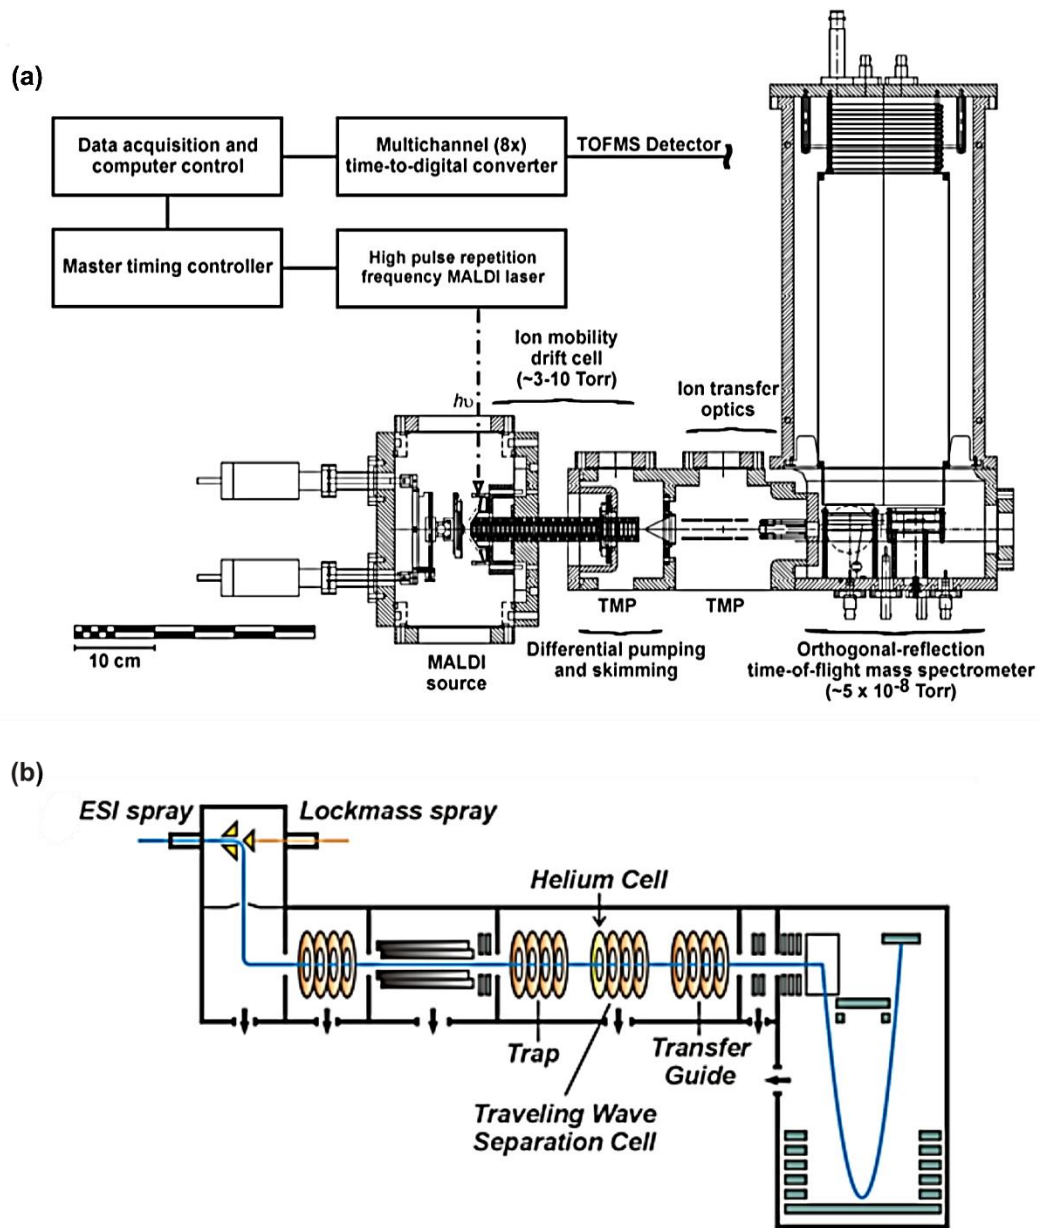 (a)
Data acquisition and
computer control
Multichannel (8x)
time-to-digital converter
TOFMS Detector
Master timing controller
High pulse repetition
frequency MALDI laser
Ion mobility
drift cell
(~3-10 Torr)
hυ
Ion transfer
optics
10 cm
MALDI
source
TMP
TMP
Differential pumping
and skimming
Orthogonal-reflection
time-of-flight mass spectrometer
(~5 x 10⁻⁸ Torr)
(b)
ESI spray
Lockmass spray
Helium Cell
Trap
Transfer
Guide
Traveling Wave
Separation Cell